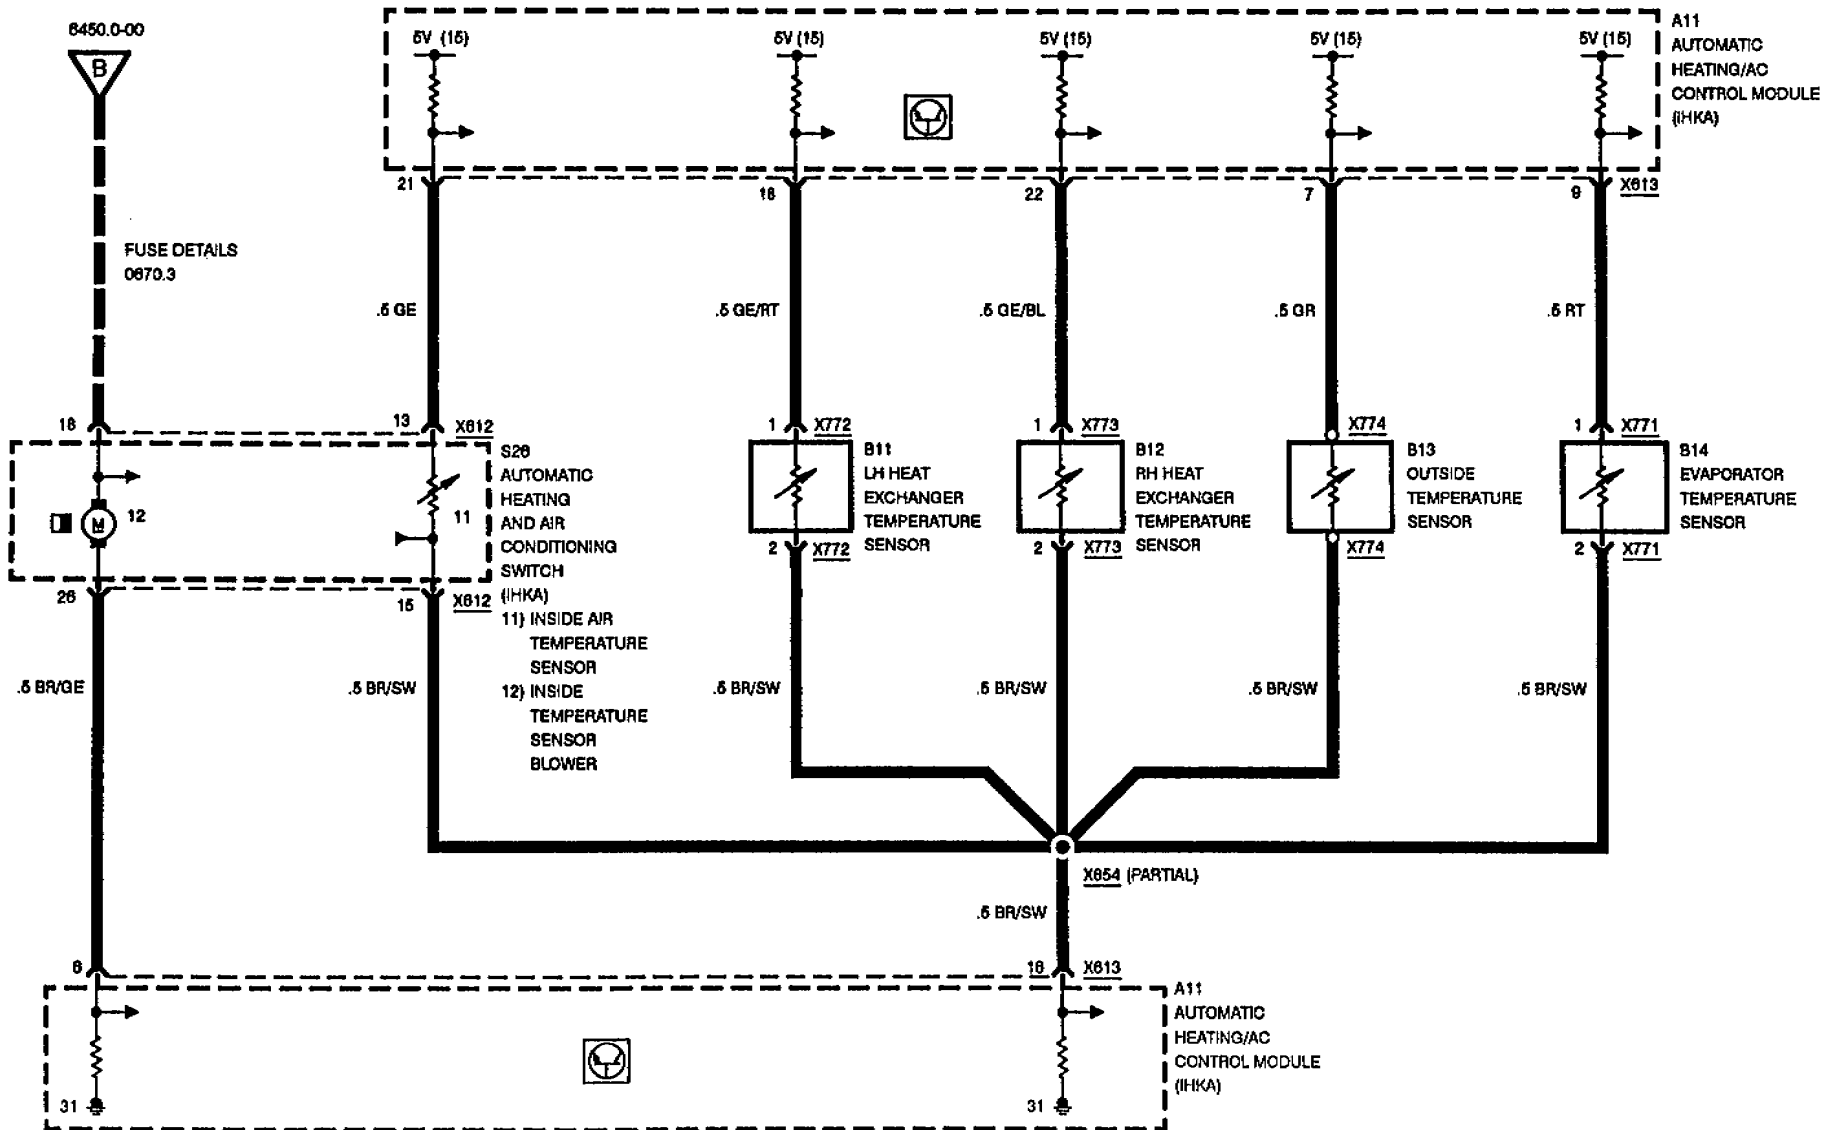 6450.0-00
B
5V (15)
5V (15)
5V (15)
5V (15)
5V (15)
A11
AUTOMATIC
HEATING/AC
CONTROL MODULE
(IHKA)
21
18
22
7
9
X613
FUSE DETAILS
0670.3
.5 GE
.5 GE/RT
.5 GE/BL
.5 GR
.5 RT
18
13
X612
1
X772
1
X773
X774
1
X771
S26
AUTOMATIC
HEATING
AND AIR
CONDITIONING
SWITCH
(IHKA)
11) INSIDE AIR
TEMPERATURE
SENSOR
12) INSIDE
TEMPERATURE
SENSOR
BLOWER
M
12
11
B11
LH HEAT
EXCHANGER
TEMPERATURE
SENSOR
B12
RH HEAT
EXCHANGER
TEMPERATURE
SENSOR
B13
OUTSIDE
TEMPERATURE
SENSOR
B14
EVAPORATOR
TEMPERATURE
SENSOR
26
15
X612
2
X772
2
X773
X774
2
X771
.5 BR/GE
.5 BR/SW
.5 BR/SW
.5 BR/SW
.5 BR/SW
.5 BR/SW
X654 (PARTIAL)
.5 BR/SW
6
16
X613
A11
AUTOMATIC
HEATING/AC
CONTROL MODULE
(IHKA)
31
31